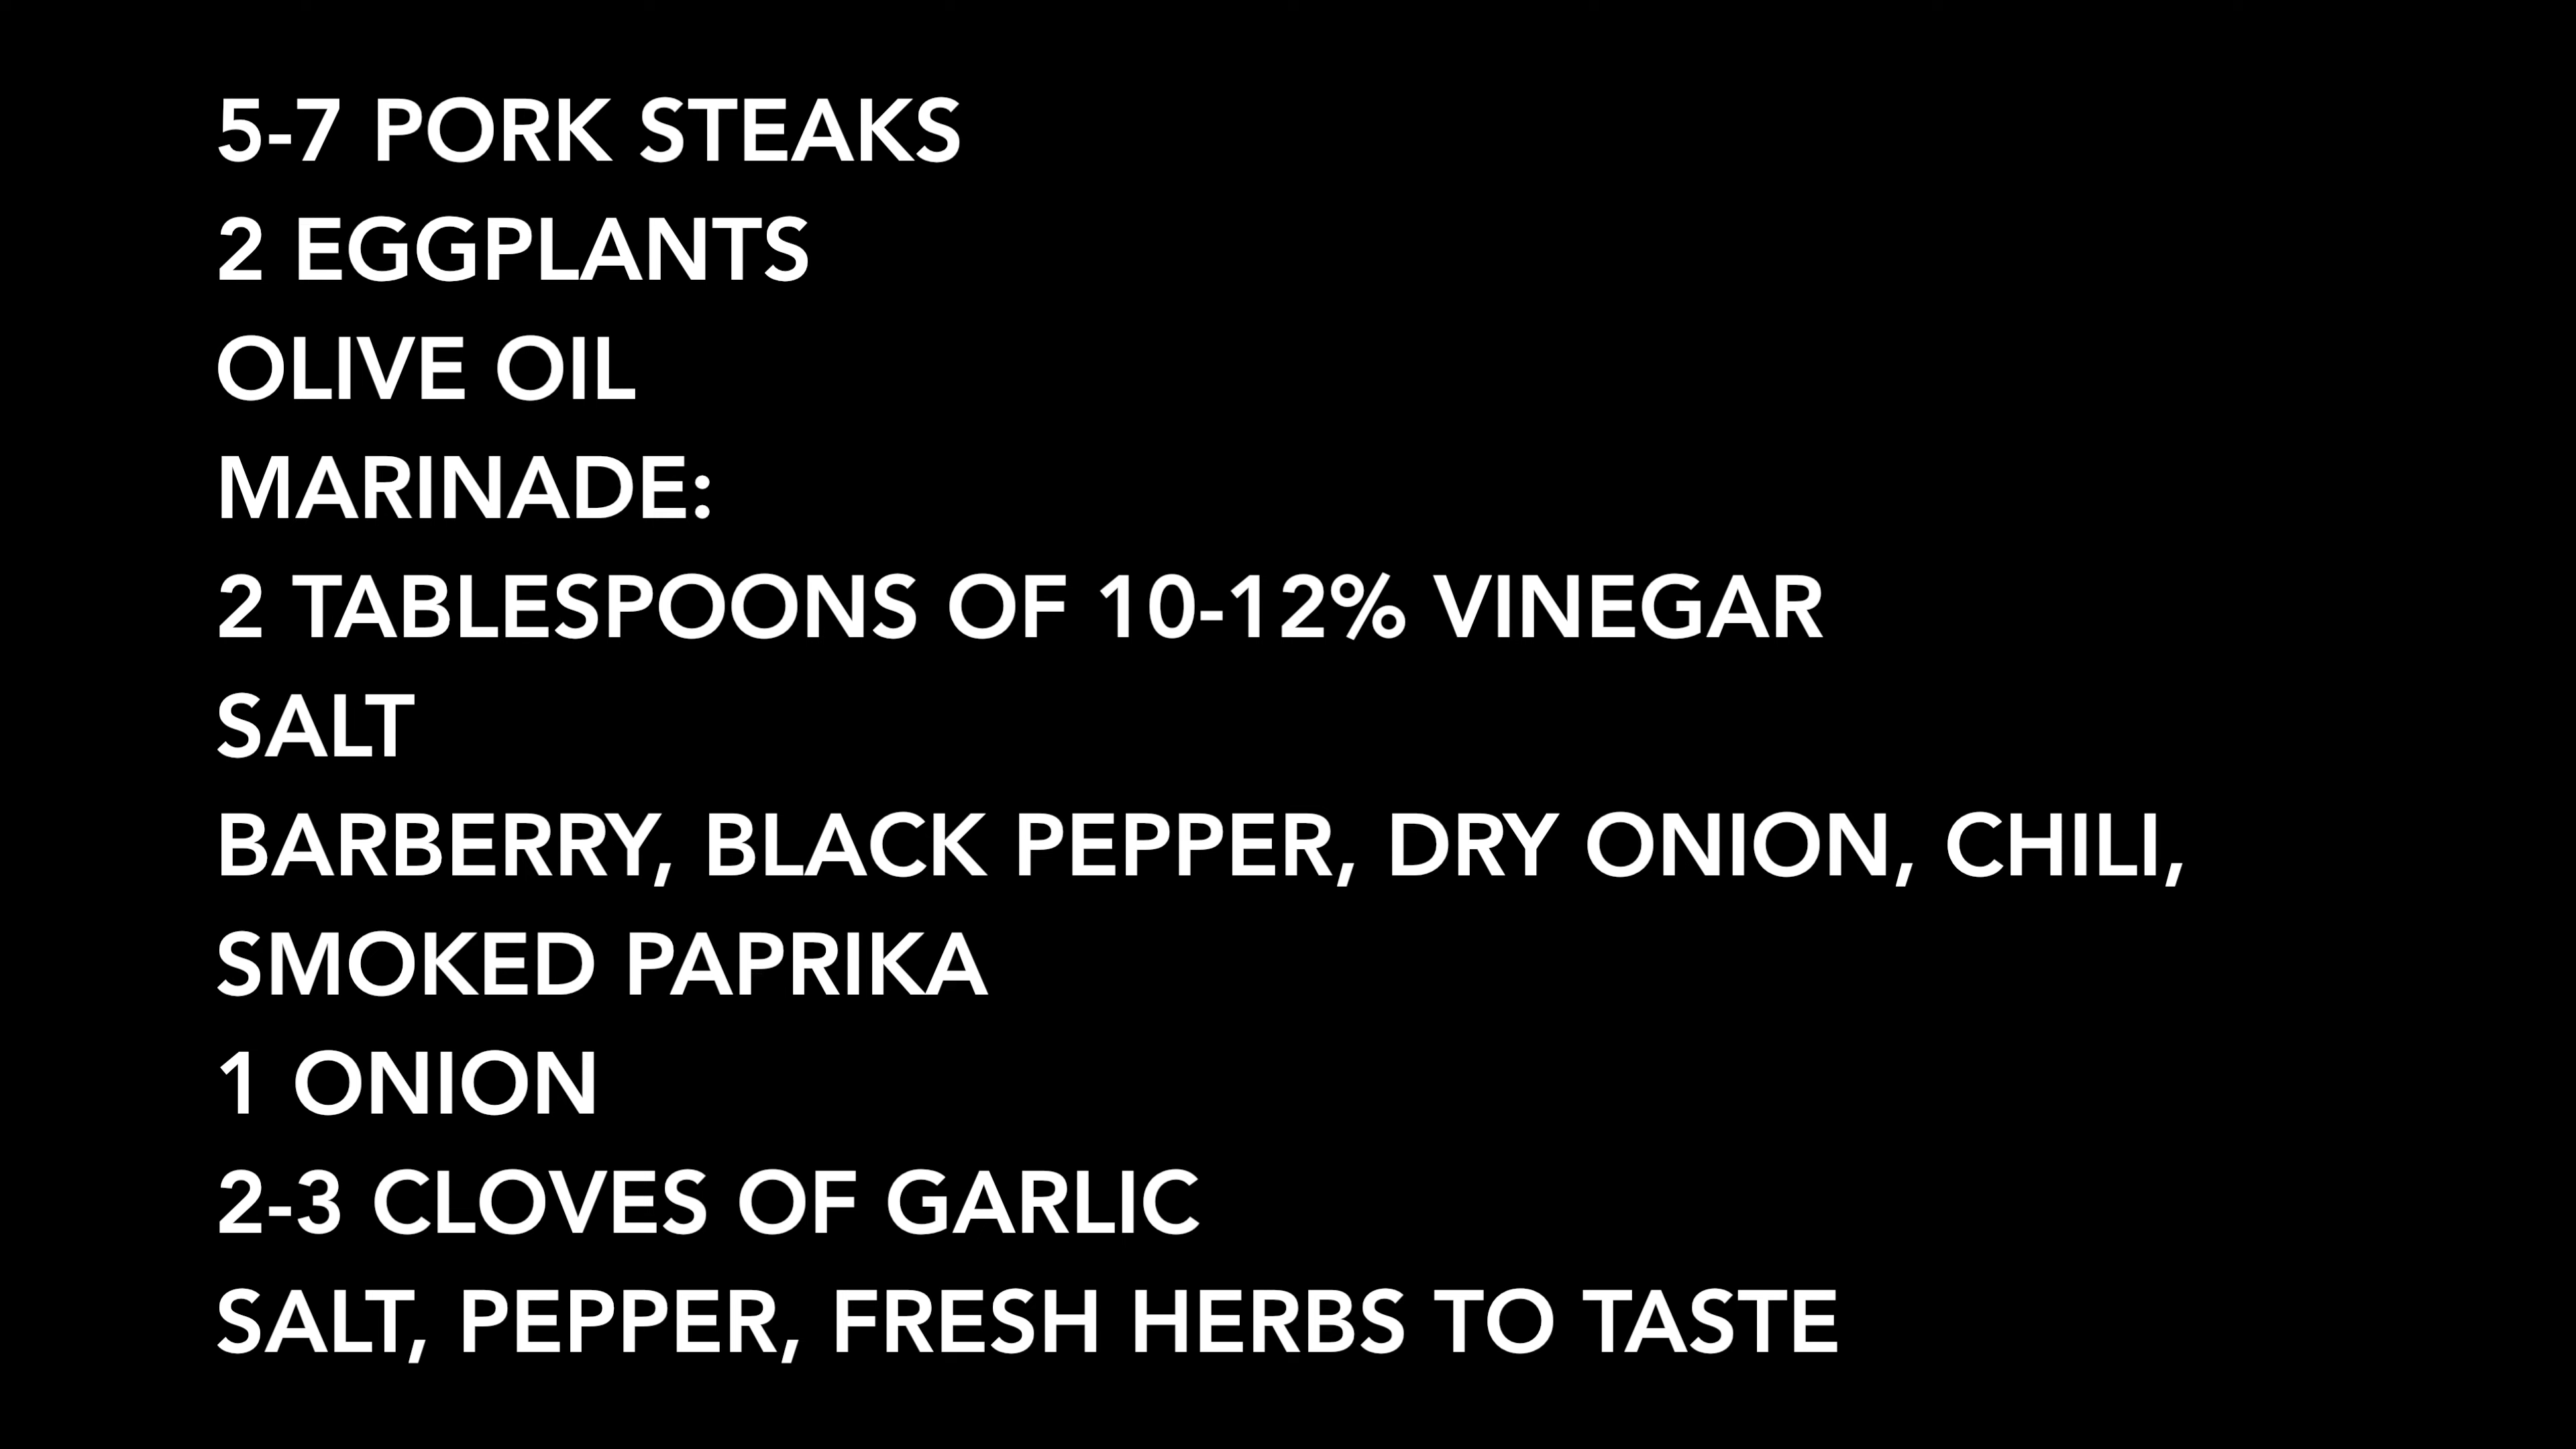 5-7 PORK STEAKS
2 EGGPLANTS
OLIVE OIL
MARINADE:
2 TABLESPOONS OF 10-12% VINEGAR
SALT
BARBERRY, BLACK PEPPER, DRY ONION, CHILI,
SMOKED PAPRIKA
1 ONION
2-3 CLOVES OF GARLIC
SALT, PEPPER, FRESH HERBS TO TASTE